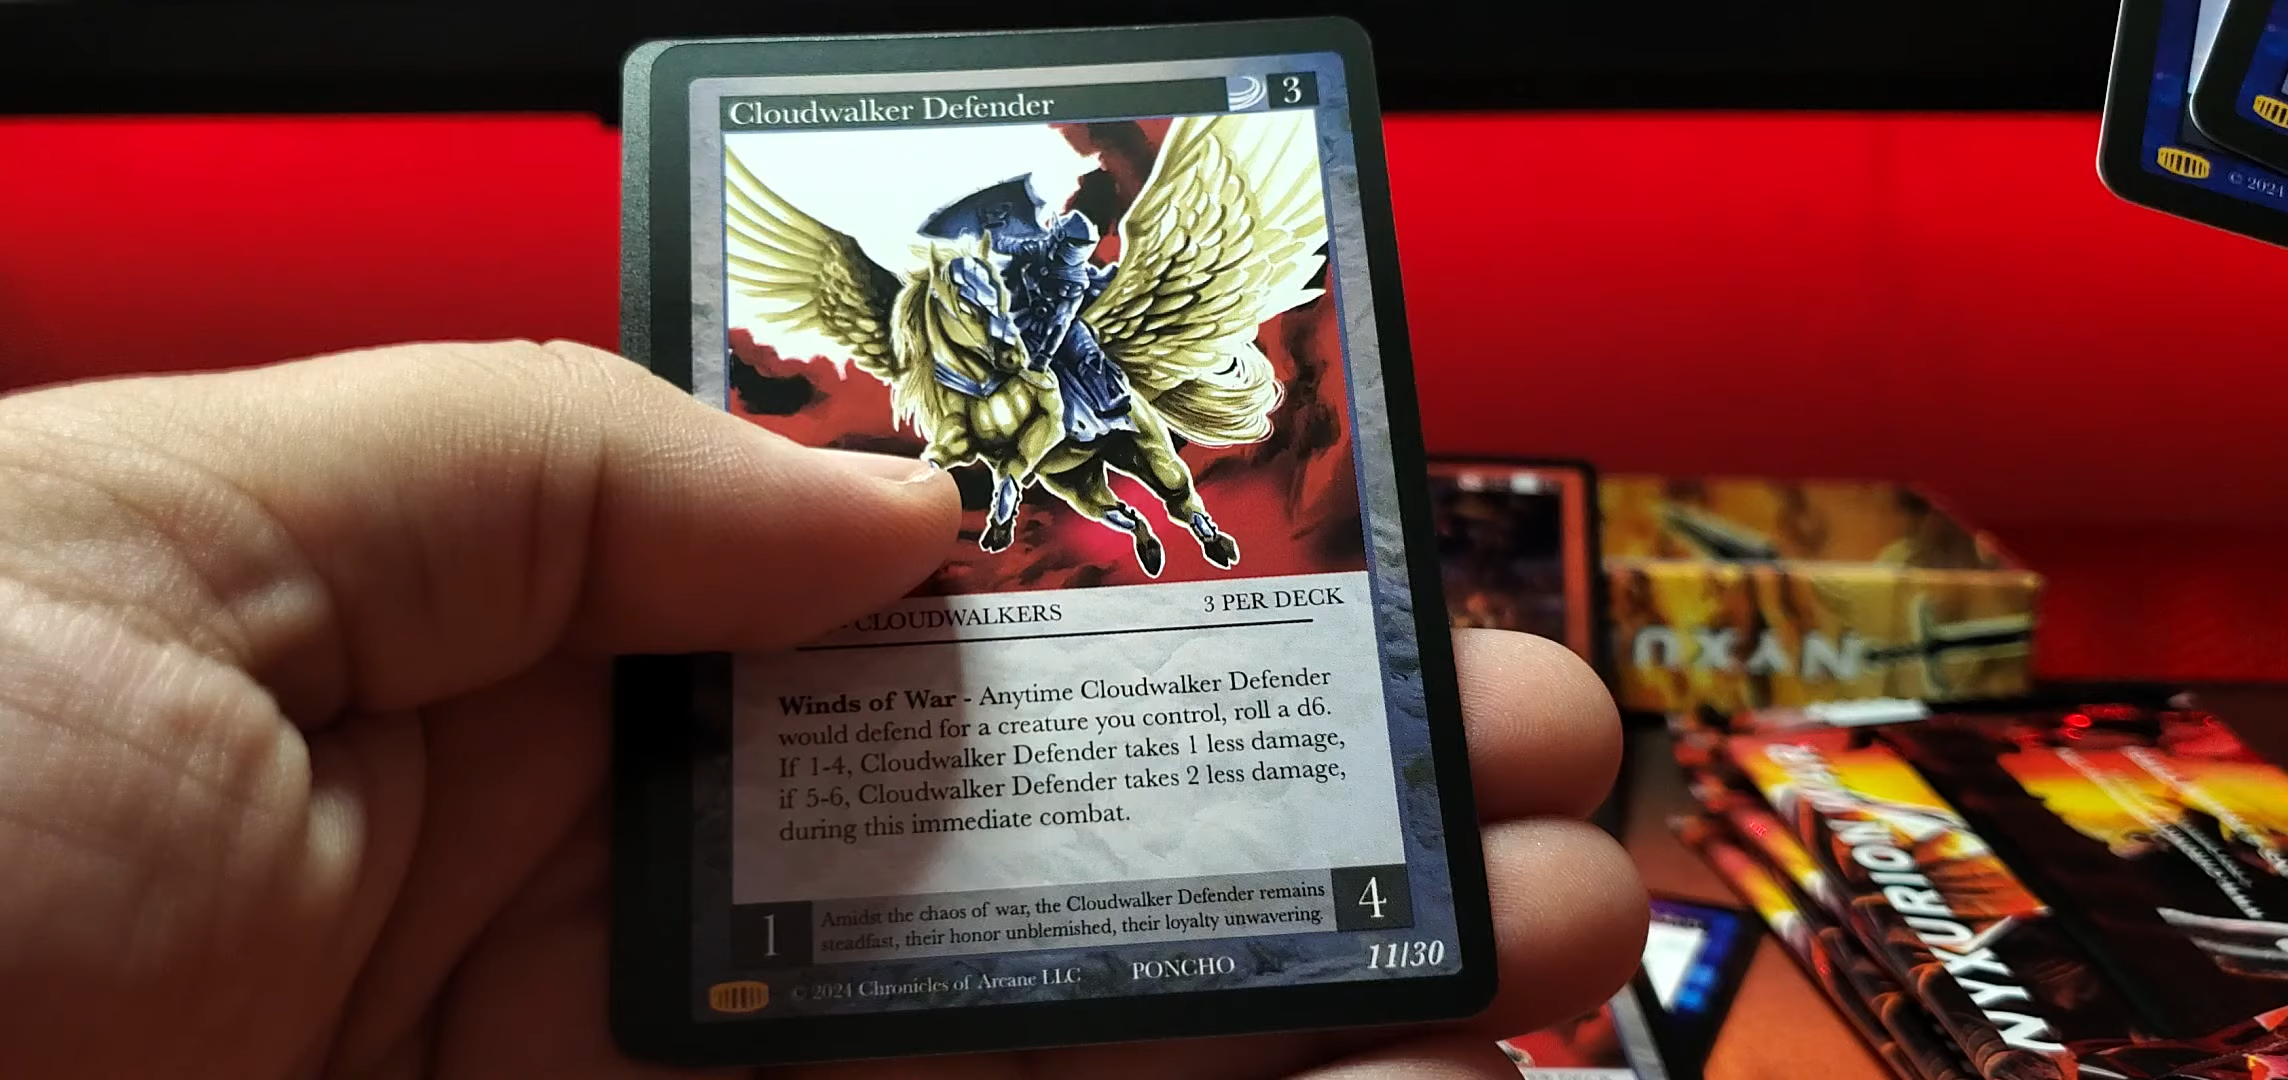 Cloudwalker Defender
3
CLOUDWALKERS
3 PER DECK
Winds of War - Anytime Cloudwalker Defender
would defend for a creature you control, roll a d6.
If 1-4, Cloudwalker Defender takes 1 less damage,
if 5-6, Cloudwalker Defender takes 2 less damage,
during this immediate combat.
1
Amidst the chaos of war, the Cloudwalker Defender remains
steadfast, their honor unblemished, their loyalty unwavering.
4
© 2024 Chronicles of Arcane LLC
PONCHO
11/30
© 2024